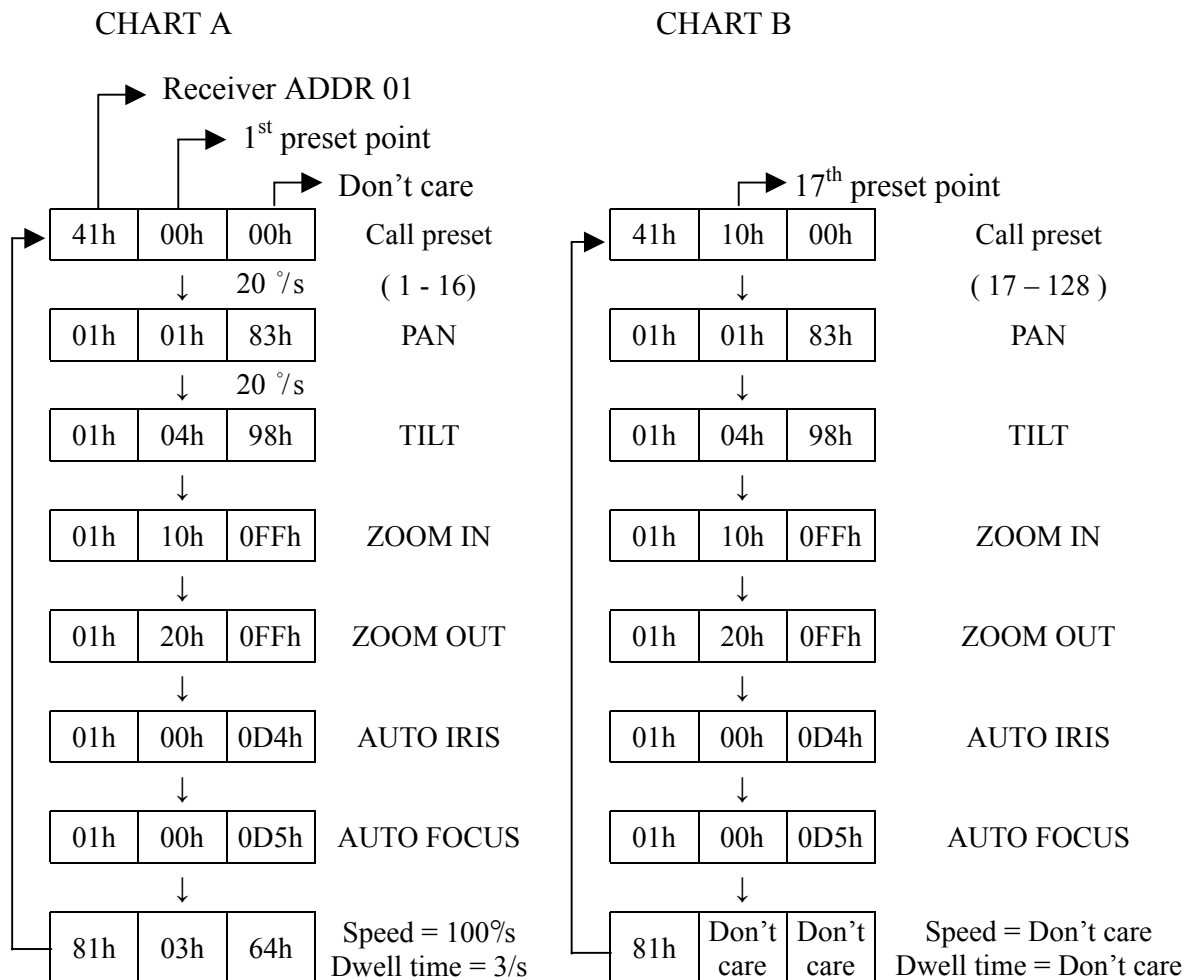 CHART A CHART B
Receiver ADDR 01
1st preset point
Don't care 17th preset point
41h 00h 00h Call preset 41h 10h 00h Call preset
↓ 20 °/s ( 1 - 16) ↓ ( 17 – 128 )
01h 01h 83h PAN 01h 01h 83h PAN
↓ 20 °/s ↓
01h 04h 98h TILT 01h 04h 98h TILT
↓ ↓
01h 10h 0FFh ZOOM IN 01h 10h 0FFh ZOOM IN
↓ ↓
01h 20h 0FFh ZOOM OUT 01h 20h 0FFh ZOOM OUT
↓ ↓
01h 00h 0D4h AUTO IRIS 01h 00h 0D4h AUTO IRIS
↓ ↓
01h 00h 0D5h AUTO FOCUS 01h 00h 0D5h AUTO FOCUS
↓ ↓
81h 03h 64h Speed = 100°/s 81h Don't care Don't care Speed = Don't care
Dwell time = 3/s Dwell time = Don't care